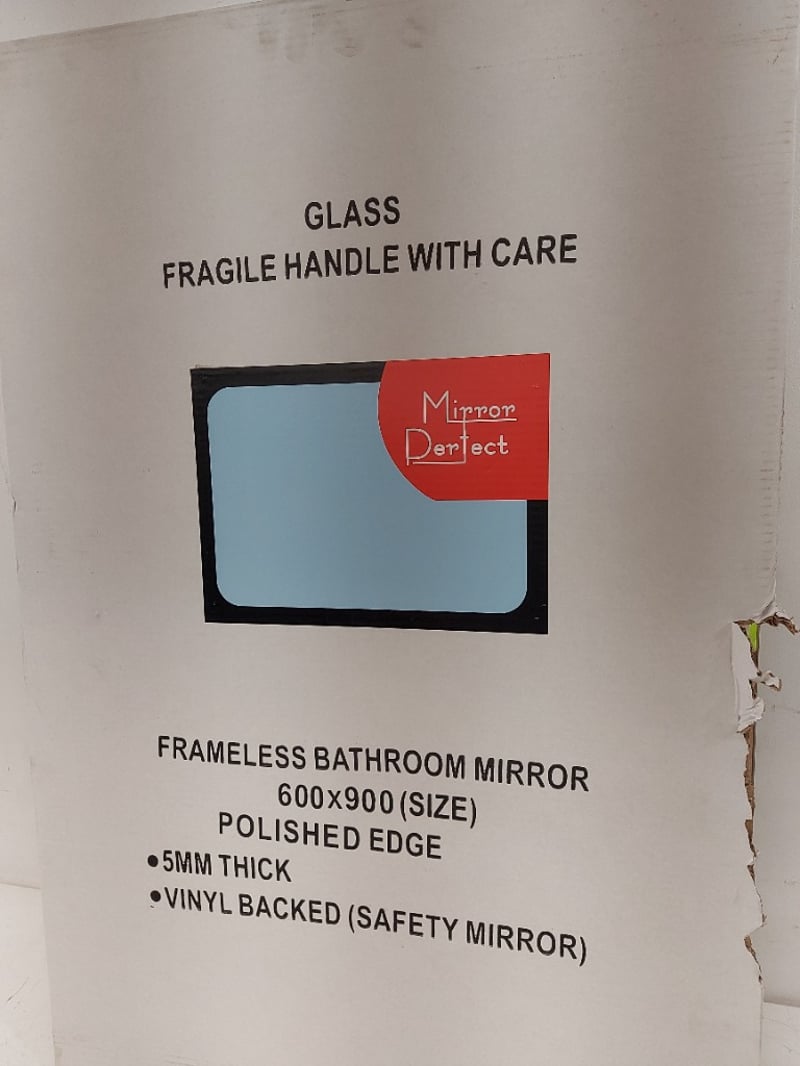 GLASS
FRAGILE HANDLE WITH CARE
Mirror
Perfect
FRAMELESS BATHROOM MIRROR
600x900 (SIZE)
POLISHED EDGE
•5MM THICK
•VINYL BACKED (SAFETY MIRROR)